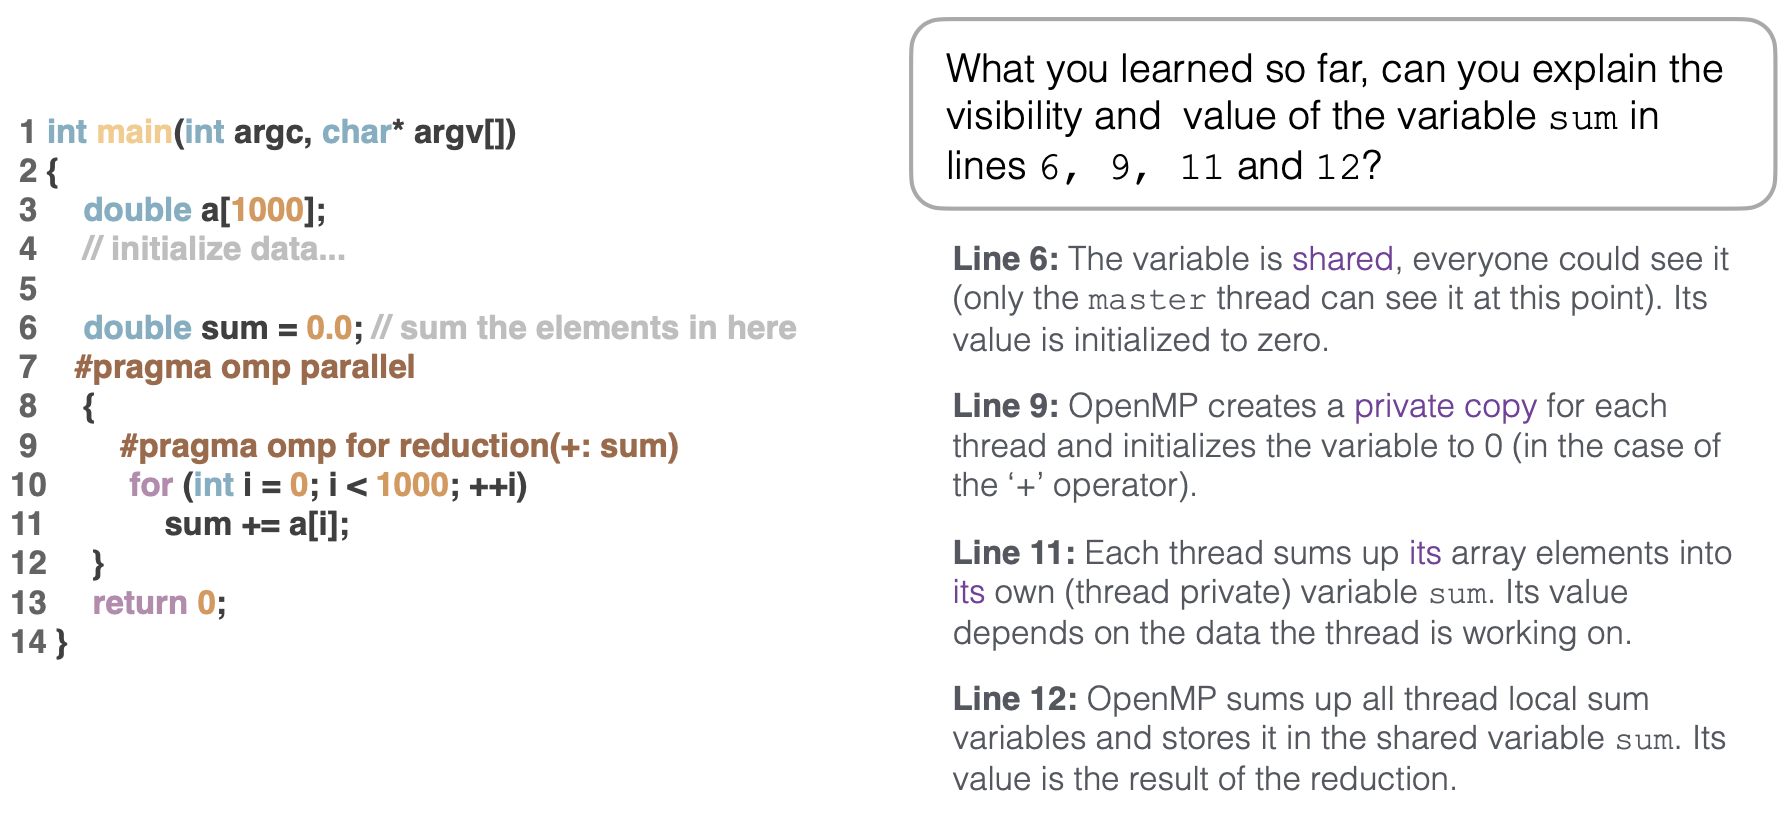 1 int main(int argc, char* argv[])
2 {
3 double a[1000];
4 // initialize data...
5
6 double sum = 0.0; // sum the elements in here
7 #pragma omp parallel
8 {
9 #pragma omp for reduction(+: sum)
10 for (int i = 0; i < 1000; ++i)
11 sum += a[i];
12 }
13 return 0;
14 }
What you learned so far, can you explain the
visibility and value of the variable sum in
lines 6, 9, 11 and 12?
Line 6: The variable is shared, everyone could see it
(only the master thread can see it at this point). Its
value is initialized to zero.
Line 9: OpenMP creates a private copy for each
thread and initializes the variable to 0 (in the case of
the ‘+’ operator).
Line 11: Each thread sums up its array elements into
its own (thread private) variable sum. Its value
depends on the data the thread is working on.
Line 12: OpenMP sums up all thread local sum
variables and stores it in the shared variable sum. Its
value is the result of the reduction.